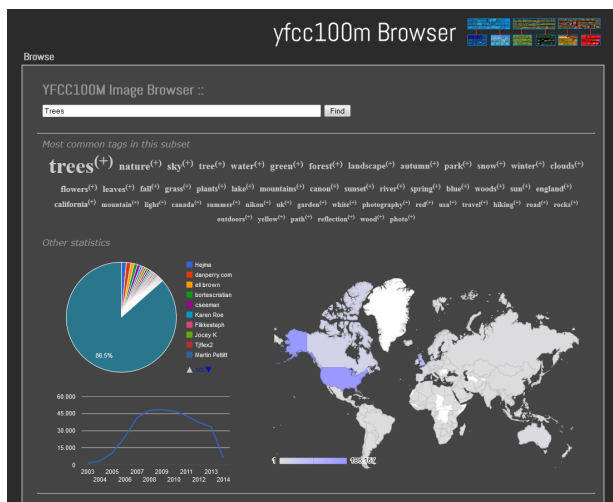 yfcc100m Browser
Browse
YFCC100M Image Browser ::
Trees Find
Most common tags in this subset
trees(+) nature(+) sky(+) tree(+) water(+) green(+) forest(+) landscape(+) autumn(+) park(+) snow(+) winter(+) clouds(+)
flowers(+) leaves(+) fall(+) grass(+) plants(+) lake(+) mountains(+) canon(+) sunset(+) river(+) spring(+) blue(+) woods(+) sun(+) england(+)
california(+) mountain(+) light(+) canada(+) summer(+) nikon(+) uk(+) garden(+) white(+) photography(+) red(+) usa(+) travel(+) hiking(+) road(+) rocks(+)
outdoors(+) yellow(+) path(+) reflection(+) wood(+) photo(+)
Other statistics
Hejma
danperry.com
ell brown
bortescristian
cseeman
Karen Roe
Flikkesteph
Jocey K
Tjflex2
Martin Pettitt
86.5%
60.000
45.000
30.000
15.000
0
2003 2005 2007 2009 2011 2013
2004 2006 2008 2010 2012 2014
1